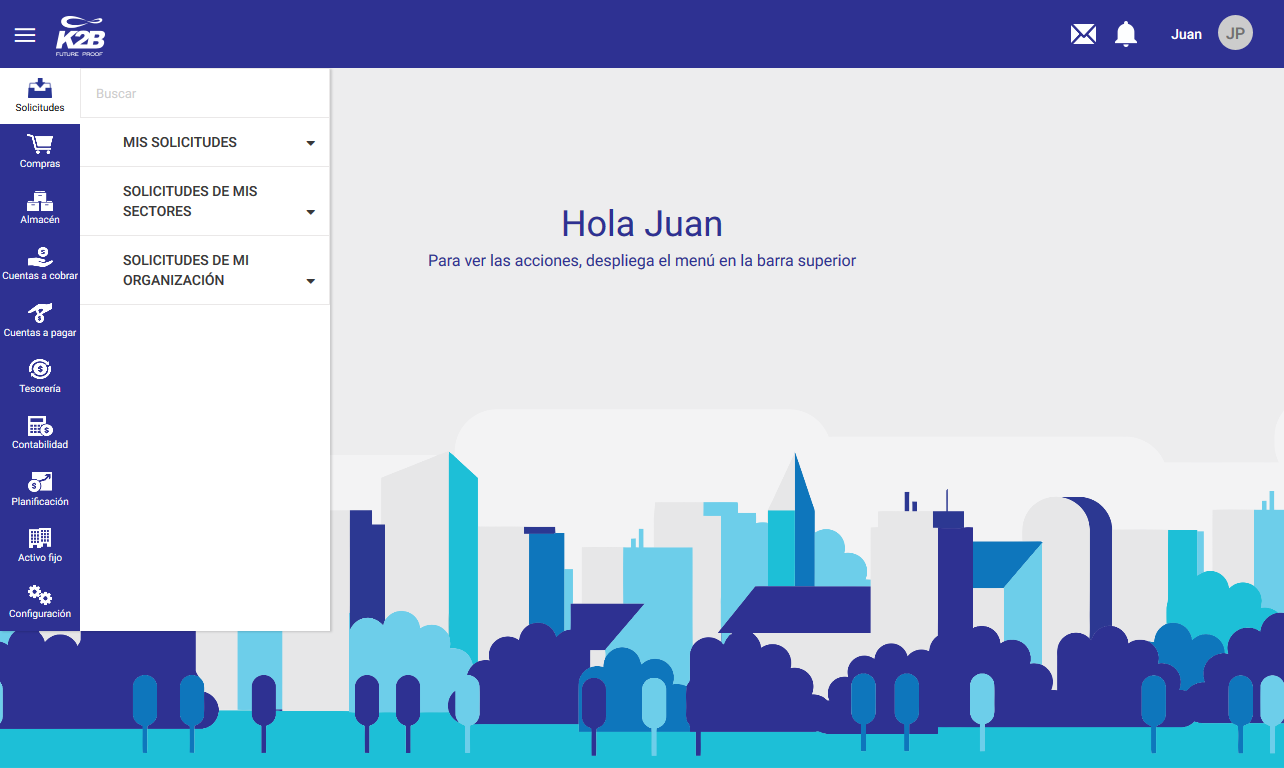 K2B
FUTURE PROOF
Juan
JP
Solicitudes
Compras
Almacén
Cuentas a cobrar
Cuentas a pagar
Tesorería
Contabilidad
Planificación
Activo fijo
Configuración
Buscar
MIS SOLICITUDES
SOLICITUDES DE MIS
SECTORES
SOLICITUDES DE MI
ORGANIZACIÓN
Hola Juan
Para ver las acciones, despliega el menú en la barra superior